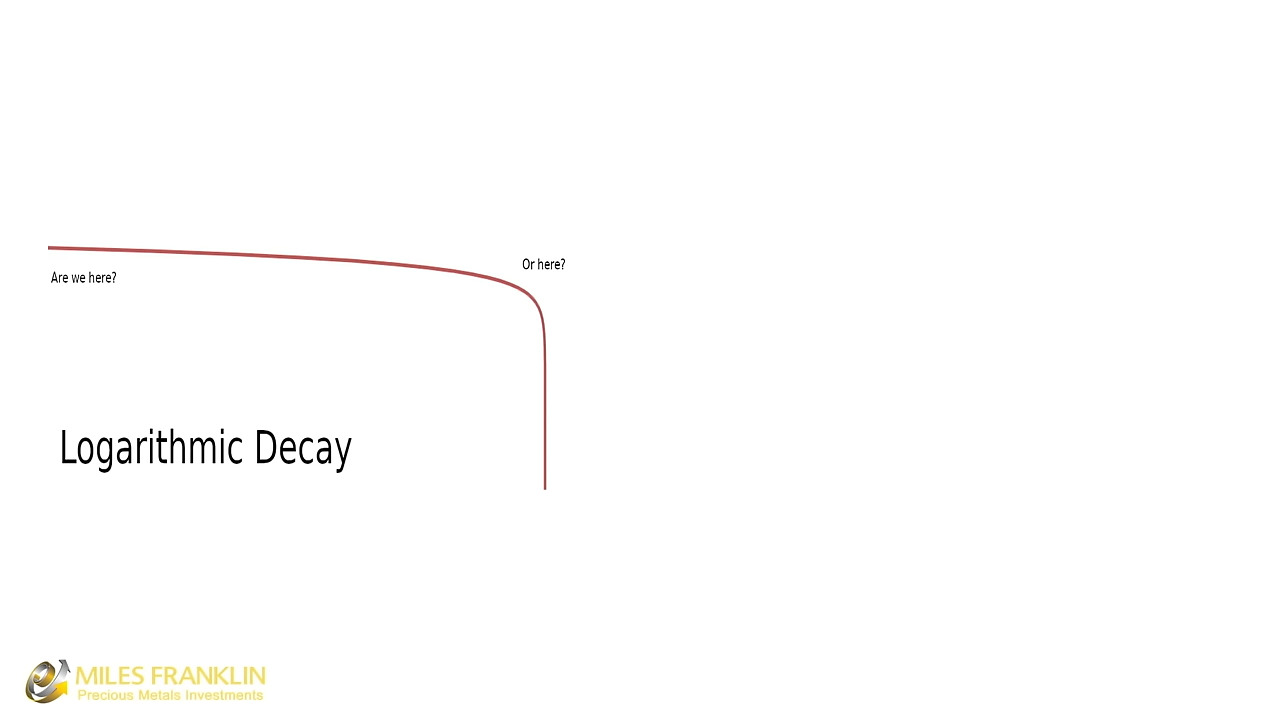 Or here?
Are we here?
Logarithmic Decay
MILES FRANKLIN
Precious Metals Investments